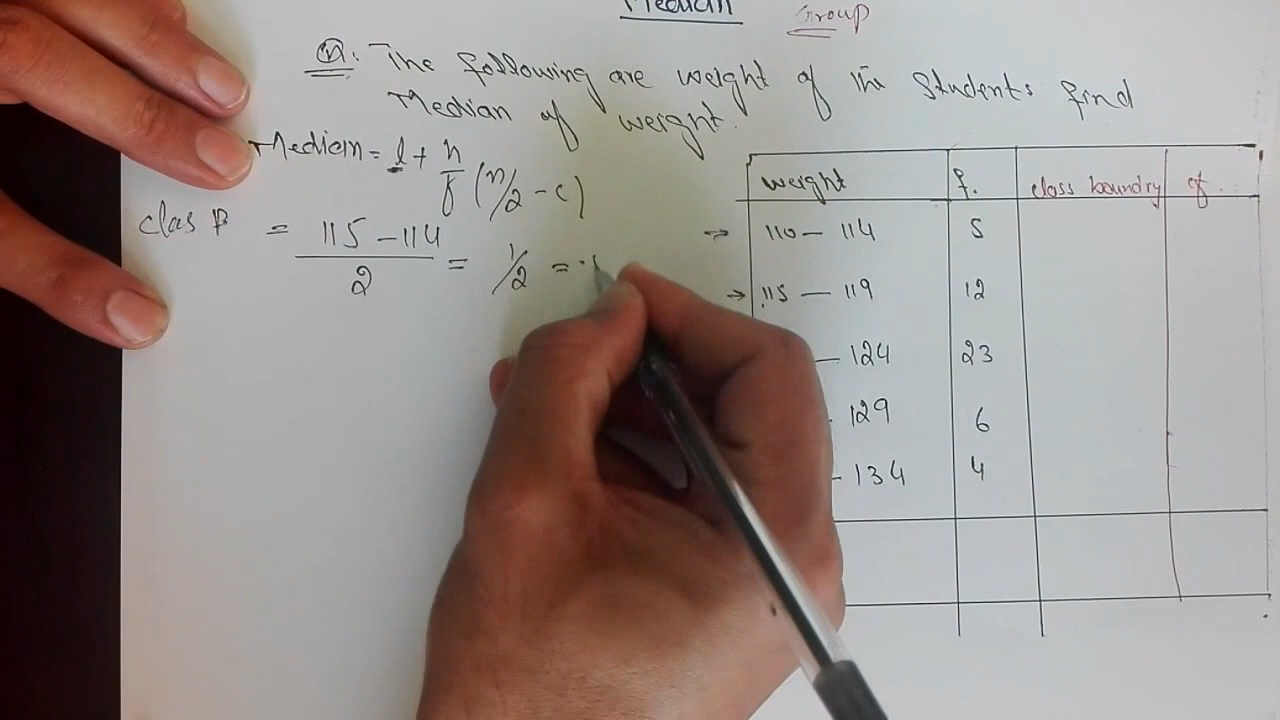 Median Group
Q. The following are weight of the Students find
Median of weight.
Median = l + h/f (n/2 - c)
clas B = 115 - 114 / 2 = 1/2 =
weight f. class boundry cf.
→ 110 - 114 5
→ 115 - 119 12
- 124 23
- 129 6
- 134 4